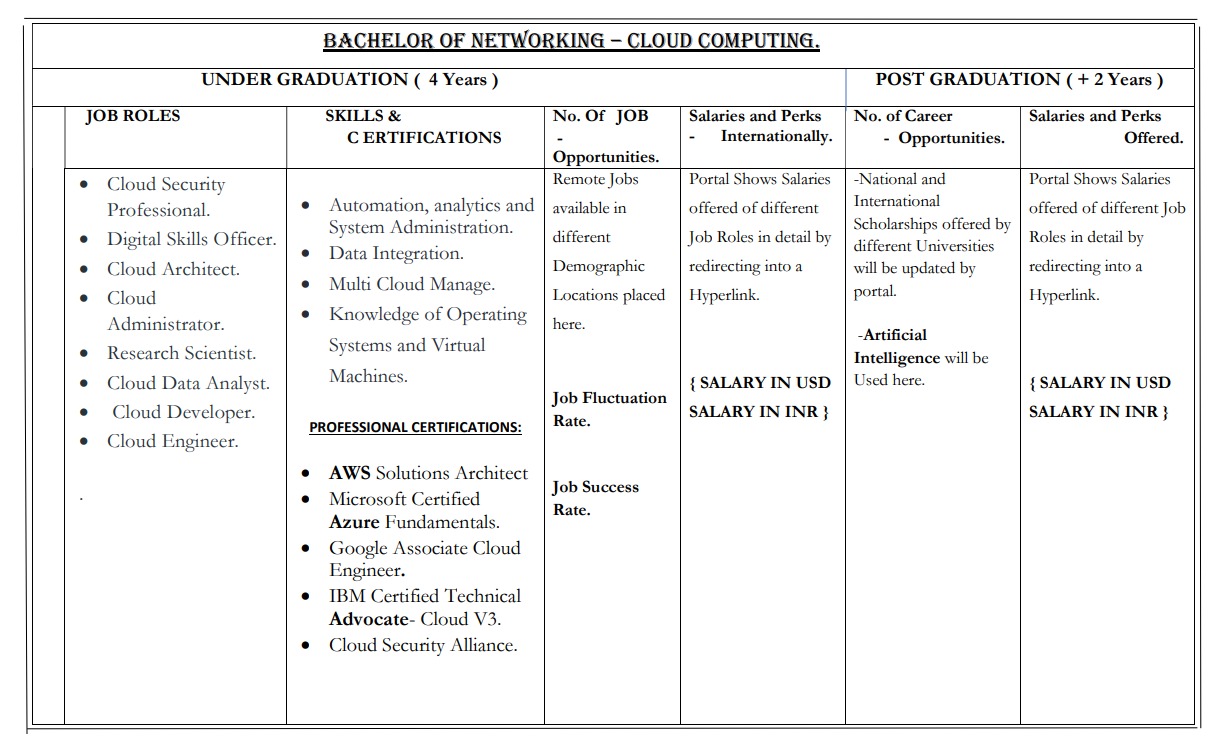 BACHELOR OF NETWORKING – CLOUD COMPUTING.
UNDER GRADUATION ( 4 Years )
POST GRADUATION ( + 2 Years )
JOB ROLES
SKILLS &
C ERTIFICATIONS
No. Of JOB
-
Opportunities.
Salaries and Perks
- Internationally.
No. of Career
- Opportunities.
Salaries and Perks
Offered.
• Cloud Security
Professional.
• Digital Skills Officer.
• Cloud Architect.
• Cloud
Administrator.
• Research Scientist.
• Cloud Data Analyst.
• Cloud Developer.
• Cloud Engineer.
.
• Automation, analytics and
System Administration.
• Data Integration.
• Multi Cloud Manage.
• Knowledge of Operating
Systems and Virtual
Machines.
PROFESSIONAL CERTIFICATIONS:
• AWS Solutions Architect
• Microsoft Certified
Azure Fundamentals.
• Google Associate Cloud
Engineer.
• IBM Certified Technical
Advocate- Cloud V3.
• Cloud Security Alliance.
Remote Jobs
available in
different
Demographic
Locations placed
here.
Job Fluctuation
Rate.
Job Success
Rate.
Portal Shows Salaries
offered of different
Job Roles in detail by
redirecting into a
Hyperlink.
{ SALARY IN USD
SALARY IN INR }
-National and
International
Scholarships offered by
different Universities
will be updated by
portal.
-Artificial
Intelligence will be
Used here.
Portal Shows Salaries
offered of different Job
Roles in detail by
redirecting into a
Hyperlink.
{ SALARY IN USD
SALARY IN INR }